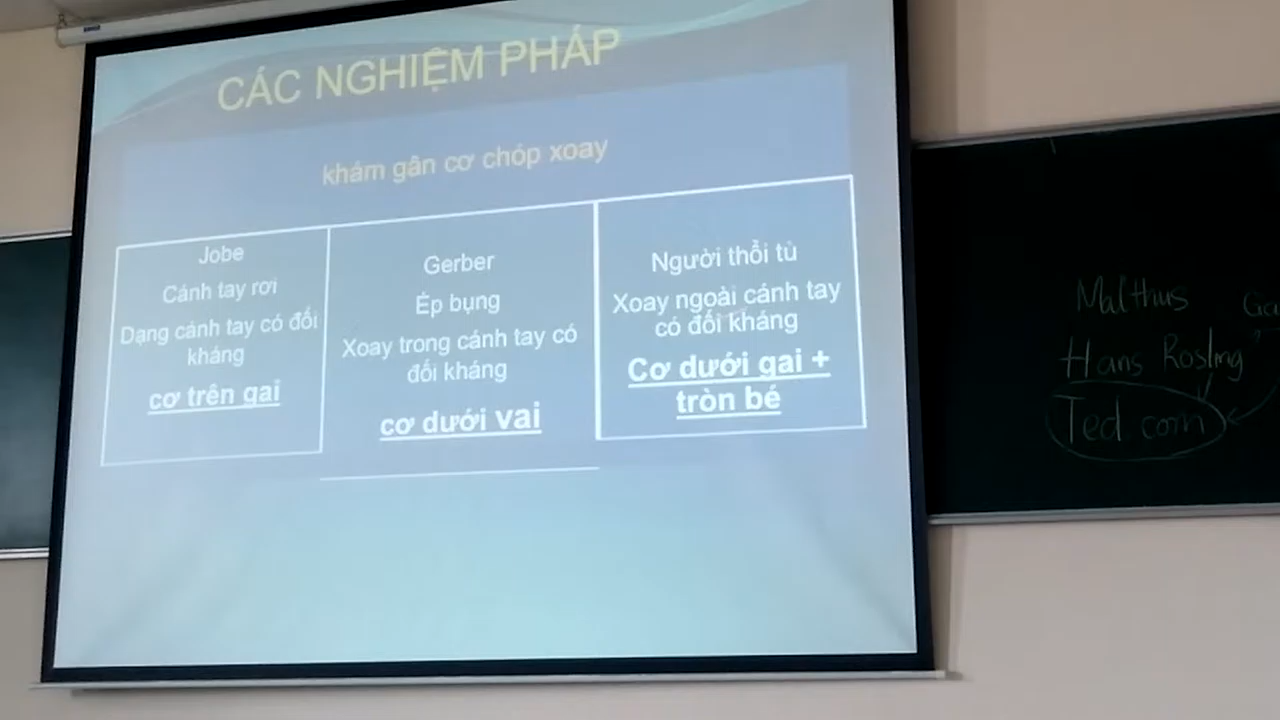 CÁC NGHIỆM PHÁP
khám gân cơ chóp xoay
Jobe
Cánh tay rơi
Dạng cánh tay có đối
kháng
cơ trên gai
Gerber
Ép bụng
Xoay trong cánh tay có
đối kháng
cơ dưới vai
Người thổi tù
Xoay ngoài cánh tay
có đối kháng
Cơ dưới gai +
tròn bé
Malthus
Hans Rosling
Ted.com